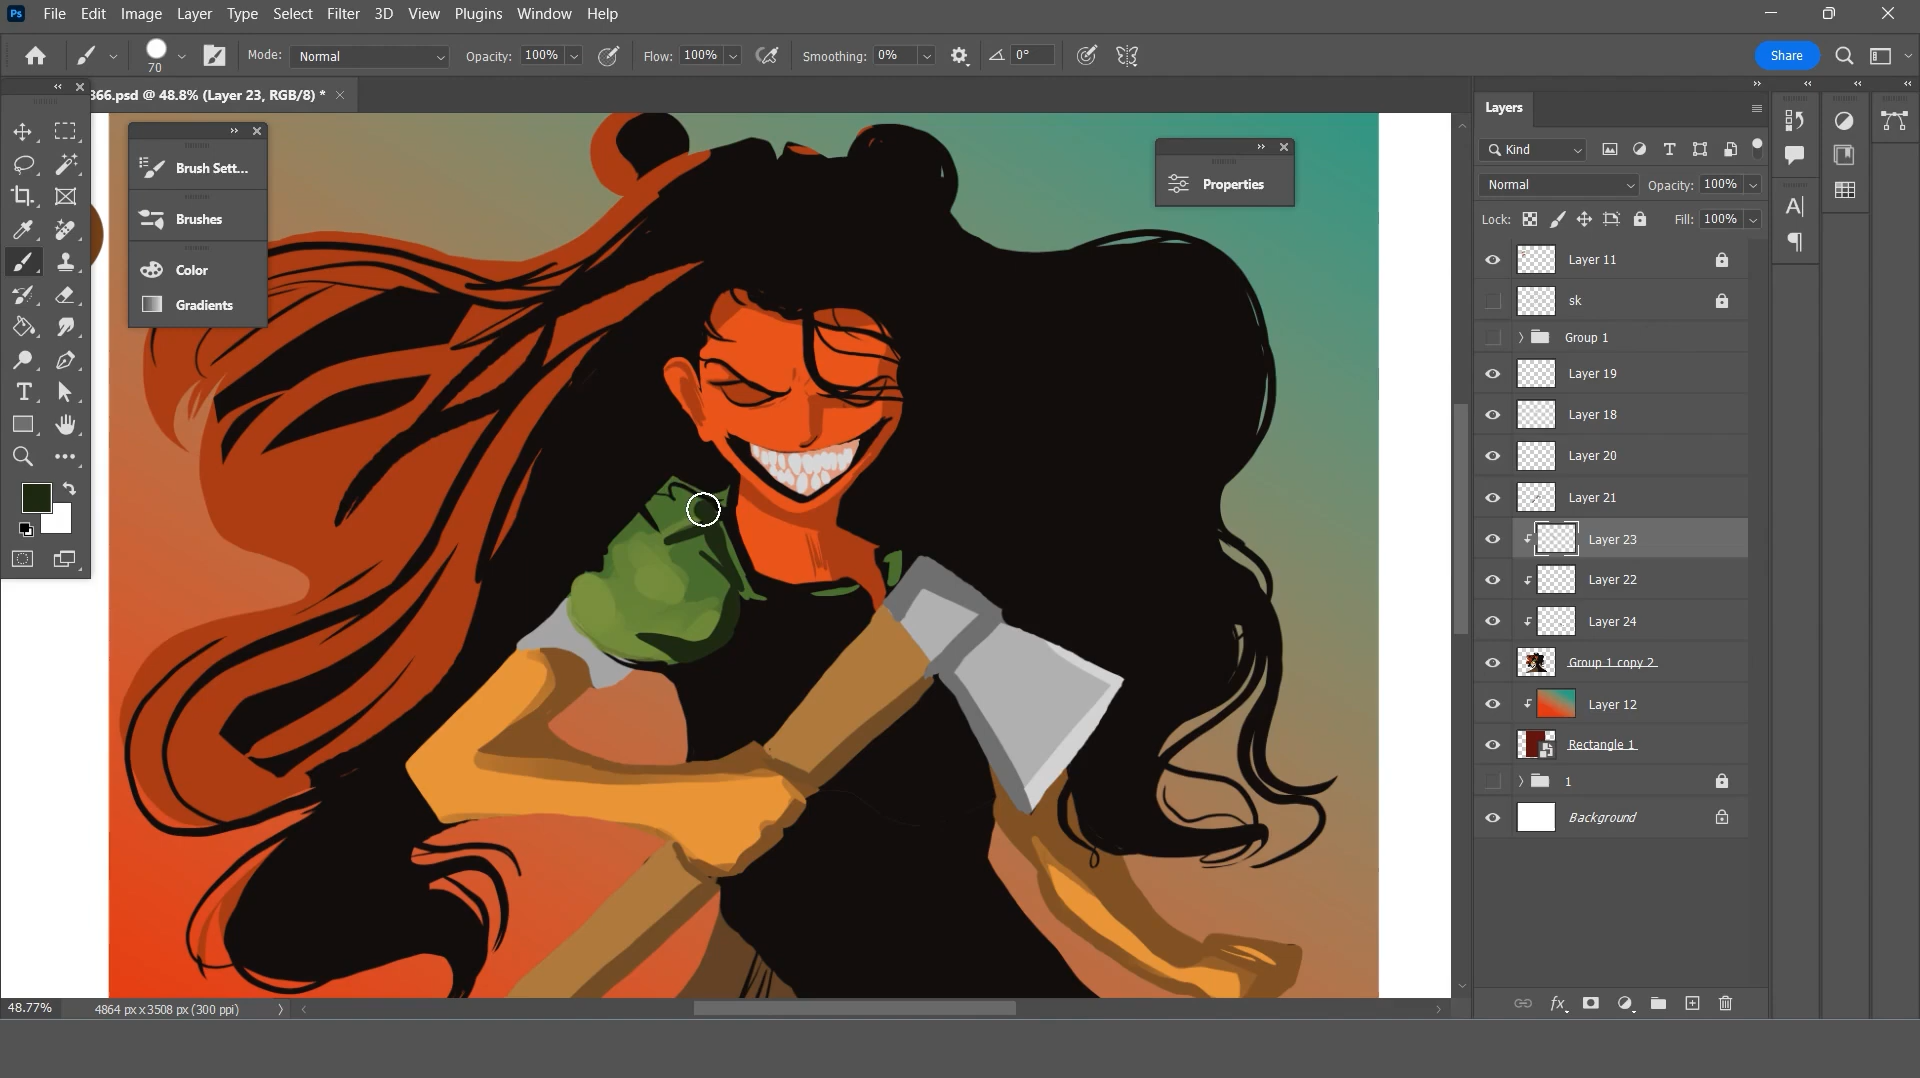 Ps File Edit Image Layer Type Select Filter 3D View Plugins Window Help
70 Mode: Normal Opacity: 100% Flow: 100% Smoothing: 0% 0° Share
366.psd @ 48.8% (Layer 23, RGB/8) *
Layers
Brush Sett...
Brushes
Color
Gradients
Properties
Kind
Normal Opacity: 100%
Lock: Fill: 100%
Layer 11
sk
Group 1
Layer 19
Layer 18
Layer 20
Layer 21
Layer 23
Layer 22
Layer 24
Group 1 copy 2
Layer 12
Rectangle 1
1
Background
48.77% 4864 px x 3508 px (300 ppi)